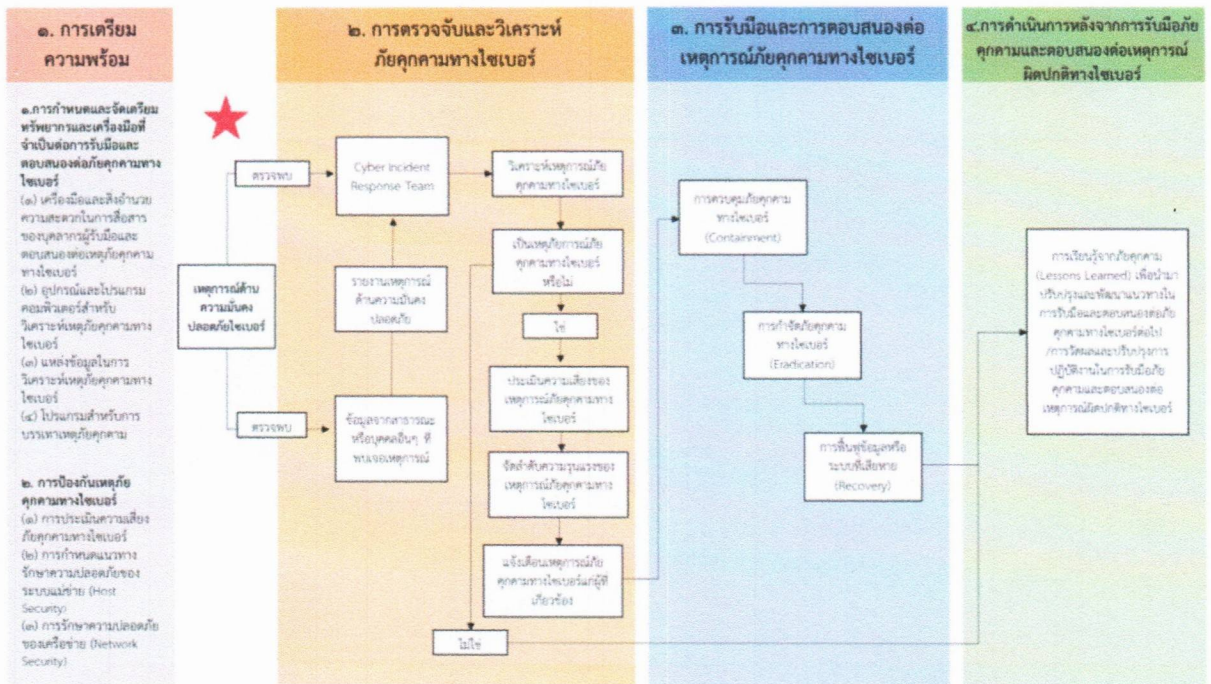 ๑. การเตรียม
ความพร้อม
๒. การตรวจจับและวิเคราะห์
ภัยคุกคามทางไซเบอร์
๓. การรับมือและการตอบสนองต่อ
เหตุการณ์ภัยคุกคามทางไซเบอร์
๔.การดำเนินการหลังจากการรับมือภัย
คุกคามและตอบสนองต่อเหตุการณ์
ผิดปกติทางไซเบอร์
๑.การกำหนดและจัดเตรียม
ทรัพยากรและเครื่องมือที่
จำเป็นต่อการรับมือและ
ตอบสนองต่อภัยคุกคามทาง
ไซเบอร์
(๑) เครื่องมือและสิ่งอำนวย
ความสะดวกในการสื่อสาร
ของบุคลากรผู้รับมือและ
ตอบสนองต่อเหตุภัยคุกคาม
ทางไซเบอร์
(๒) อุปกรณ์และโปรแกรม
คอมพิวเตอร์สำหรับ
วิเคราะห์เหตุภัยคุกคามทาง
ไซเบอร์
(๓) แหล่งข้อมูลในการ
วิเคราะห์เหตุภัยคุกคามทาง
ไซเบอร์
(๔) โปรแกรมสำหรับการ
บรรเทาเหตุภัยคุกคาม
๒. การป้องกันเหตุภัย
คุกคามทางไซเบอร์
(๑) การประเมินความเสี่ยง
ภัยคุกคามทางไซเบอร์
(๒) การกำหนดแนวทาง
รักษาความปลอดภัยของ
ระบบแม่ข่าย (Host
Security)
(๓) การรักษาความปลอดภัย
ของเครือข่าย (Network
Security)
เหตุการณ์ด้าน
ความมั่นคง
ปลอดภัยไซเบอร์
ตรวจพบ
ตรวจพบ
Cyber Incident
Response Team
รายงานเหตุการณ์
ด้านความมั่นคง
ปลอดภัย
ข้อมูลจากสาธารณะ
หรือบุคคลอื่นๆ ที่
พบเจอเหตุการณ์
วิเคราะห์เหตุการณ์ภัย
คุกคามทางไซเบอร์
เป็นเหตุภัยการณ์ภัย
คุกคามทางไซเบอร์
หรือไม่
ใช่
ประเมินความเสี่ยงของ
เหตุการณ์ภัยคุกคามทาง
ไซเบอร์
จัดลำดับความรุนแรงของ
เหตุการณ์ภัยคุกคามทาง
ไซเบอร์
แจ้งเตือนเหตุการณ์ภัย
คุกคามทางไซเบอร์แก่ผู้ที่
เกี่ยวข้อง
ไม่ใช่
การควบคุมภัยคุกคาม
ทางไซเบอร์
(Containment)
การกำจัดภัยคุกคาม
ทางไซเบอร์
(Eradication)
การฟื้นฟูข้อมูลหรือ
ระบบที่เสียหาย
(Recovery)
การเรียนรู้จากภัยคุกคาม
(Lessons Learned) เพื่อนำมา
ปรับปรุงและพัฒนาแนวทางใน
การรับมือและตอบสนองต่อภัย
คุกคามทางไซเบอร์ต่อไป
/การวัดผลและปรับปรุงการ
ปฏิบัติงานในการรับมือภัย
คุกคามและตอบสนองต่อ
เหตุการณ์ผิดปกติทางไซเบอร์